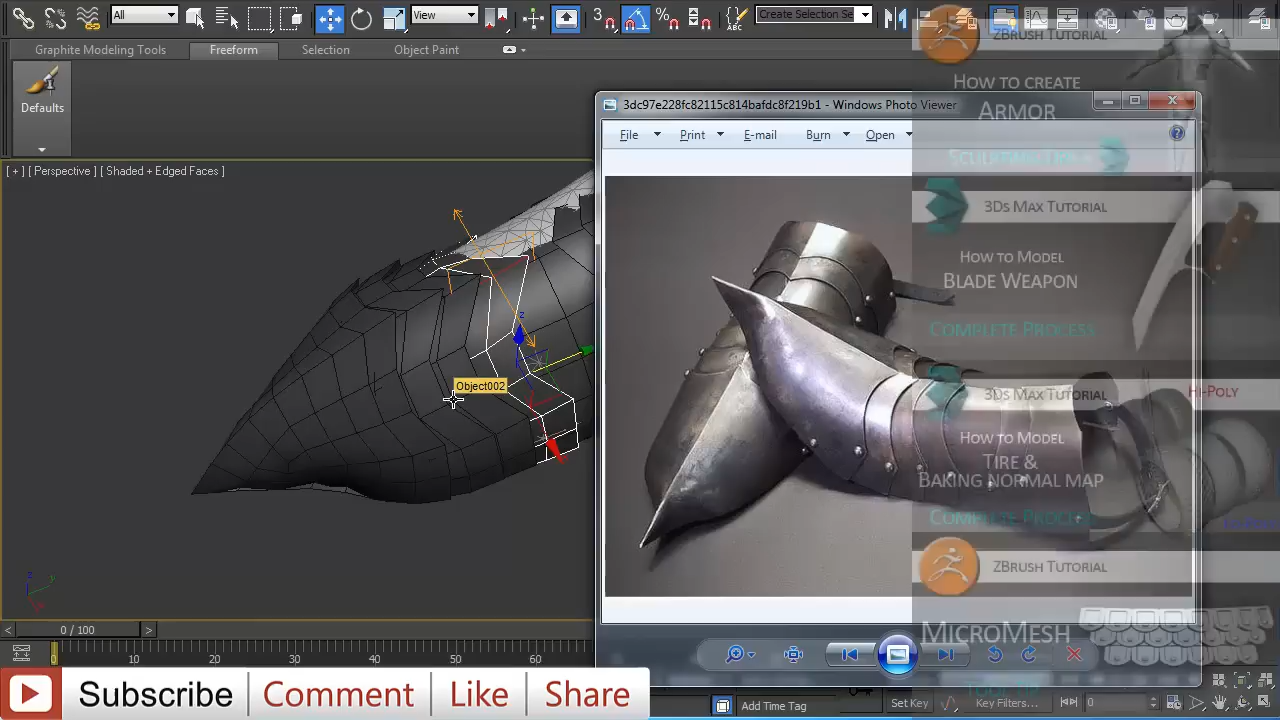 All
View
Create Selection Se
Graphite Modeling Tools
Freeform
Selection
Object Paint
Defaults
[ + ] [ Perspective ] [ Shaded + Edged Faces ]
Object002
z
3dc97e228fc82115c814bafdc8f219b1 - Windows Photo Viewer
File
Print
E-mail
Burn
Open
ZBrush Tutorial
How to create
Armor
3Ds Max Tutorial
How to Model
Blade Weapon
Complete Process
3Ds Max Tutorial
Hi-Poly
How to Model
Tire &
Baking normal map
Complete Process
ZBrush Tutorial
MicroMesh
0 / 100
0
10
20
30
40
50
60
Subscribe
Comment
Like
Share
Add Time Tag
Set Key
Key Filters...
0